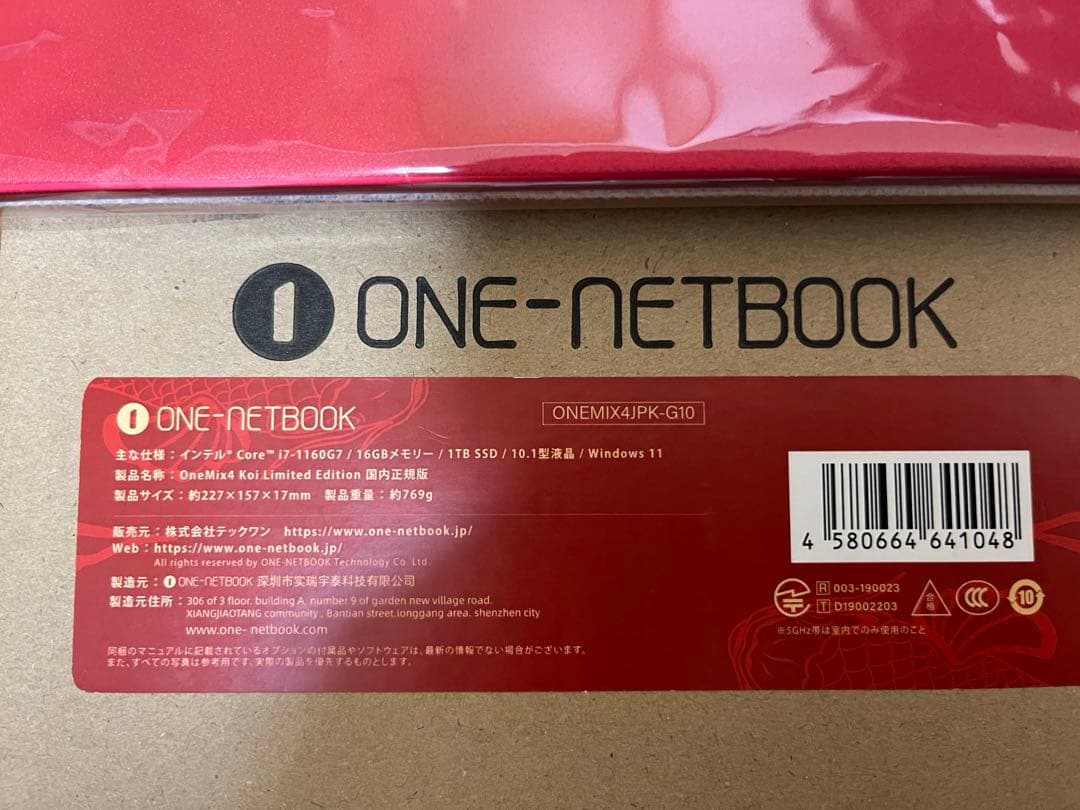 ONE-NETBOOK
ONE-NETBOOK
ONEMIX4JPK-G10
主な仕様：インテル® Core™ i7-1160G7 / 16GBメモリー / 1TB SSD / 10.1型液晶 / Windows 11
製品名称：OneMix4 Koi Limited Edition 国内正規版
製品サイズ：約227×157×17mm 製品重量：約769g
販売元：株式会社テックワン https://www.one-netbook.jp/
Web：https://www.one-netbook.jp/
All rights reserved by ONE-NETBOOK Technology Co. Ltd.
製造元：ONE-NETBOOK 深圳市实瑞宇泰科技有限公司
製造元住所：306 of 3 floor, building A, number 9 of garden new village road.
XIANGJIAOTANG community , Bantian street.longgang area. shenzhen city
www.one- netbook.com
同梱のマニュアルに記載されているオプションの付属品やソフトウェアは、最新の情報でない場合がございます。
また、すべての写真は参考用です. 実際の製品を優先するものとします。
4 580664 641048
R 003-190023
T D19002203
合格
CCC
10
※5GHz帯は室内でのみ使用のこと